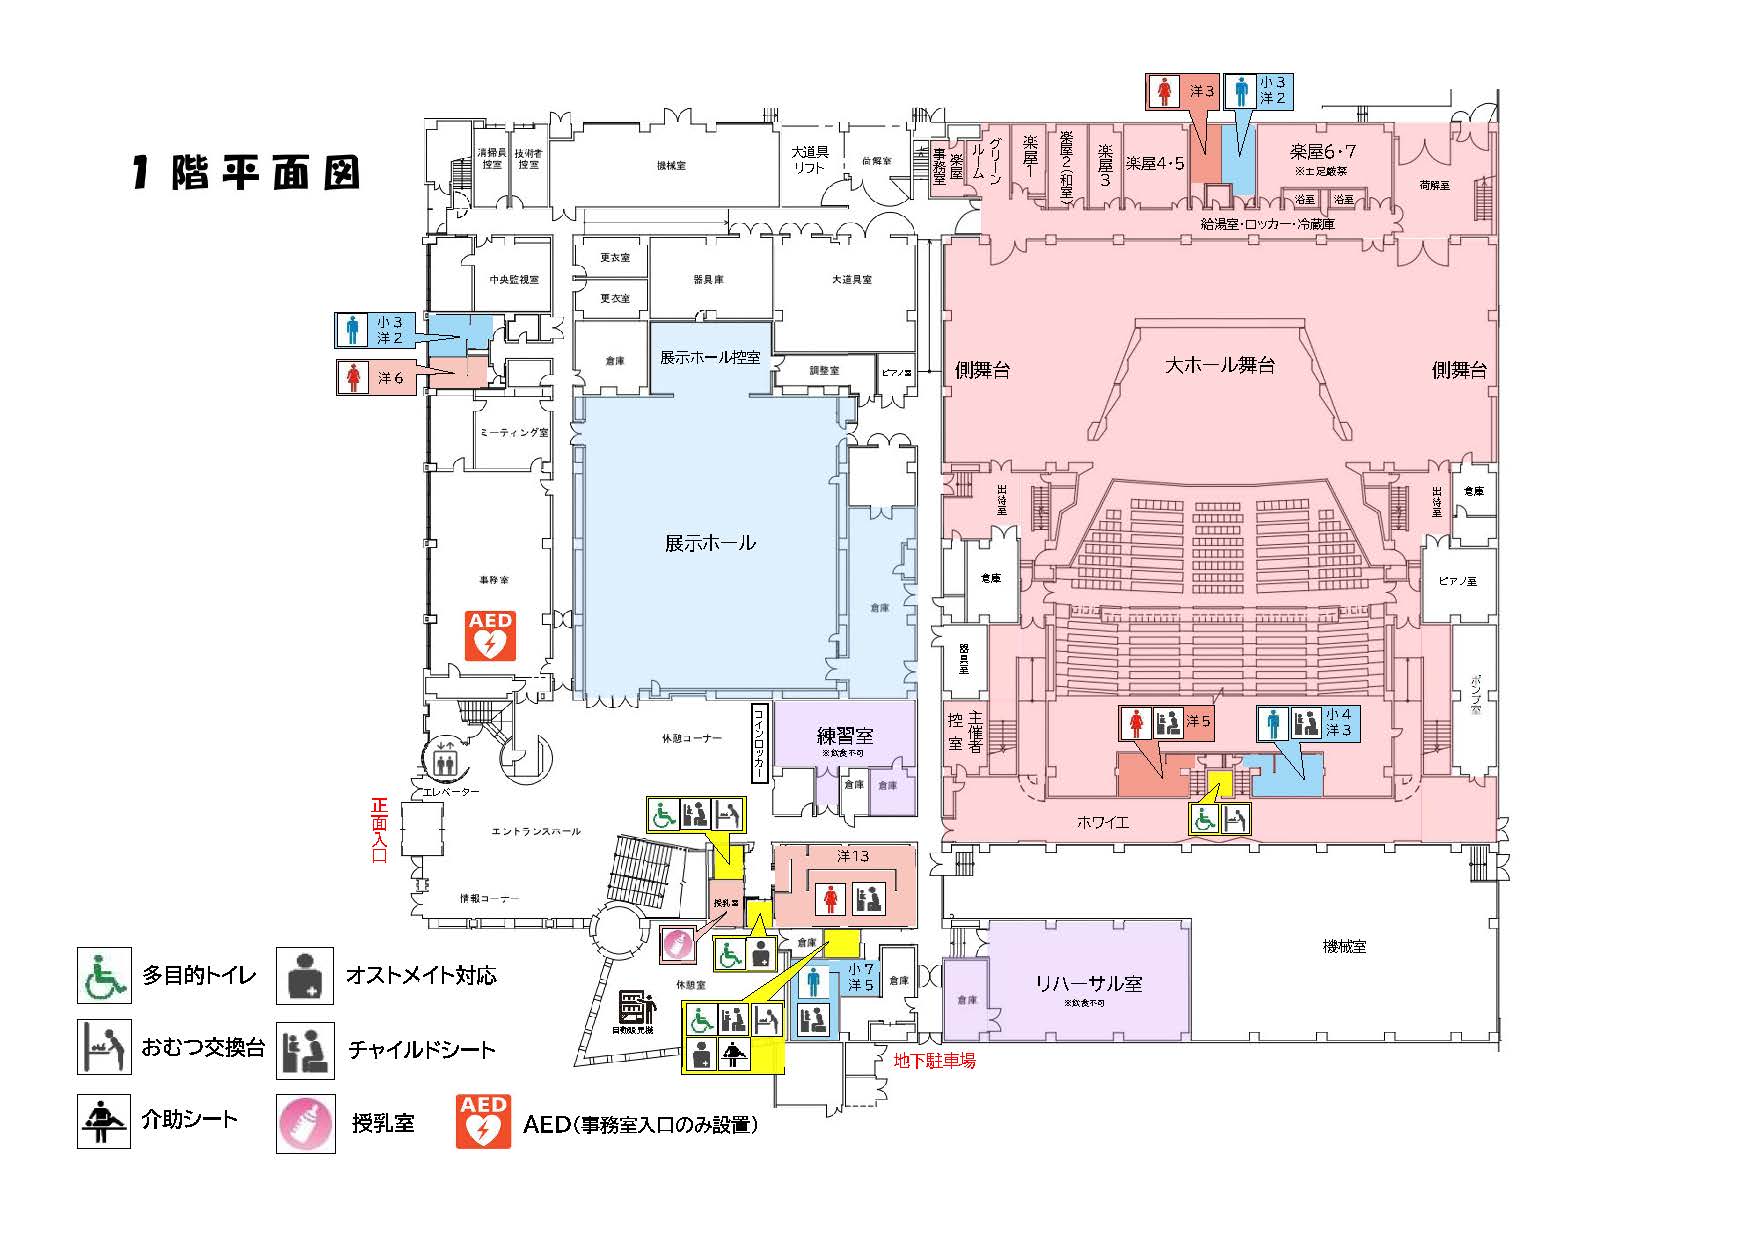 1階平面図
洋3
小3
洋2
清掃員
控室
技術者
控室
機械室
大道具
リフト
荷解室
楽屋
事務室
グリーン
ルーム
楽屋1
楽屋2(和室)
楽屋3
楽屋4・5
楽屋6・7
※土足厳禁
浴室
浴室
荷解室
給湯室・ロッカー・冷蔵庫
中央監視室
更衣室
更衣室
器具庫
大道具室
小3
洋2
洋6
倉庫
展示ホール控室
調整室
ピアノ室
側舞台
大ホール舞台
側舞台
ミーティング室
出待室
出待室
倉庫
展示ホール
事務室
AED
倉庫
倉庫
ピアノ室
器具室
ポンプ室
主催者
控室
洋5
小4
洋3
コインロッカー
休憩コーナー
練習室
※飲食不可
倉庫
倉庫
エレベーター
正面入口
エントランスホール
ホワイエ
情報コーナー
授乳室
洋13
倉庫
小7
洋5
倉庫
休憩室
自動販売機
リハーサル室
※飲食不可
倉庫
機械室
地下駐車場
多目的トイレ
オストメイト対応
おむつ交換台
チャイルドシート
介助シート
授乳室
AED
AED(事務室入口のみ設置)